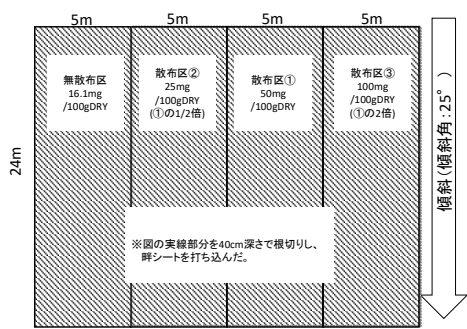 5m 5m 5m 5m
無散布区
16.1mg
/100gDRY
散布区②
25mg
/100gDRY
(①の1/2倍)
散布区①
50mg
/100gDRY
散布区③
100mg
/100gDRY
(①の2倍)
24m
傾斜(傾斜角:25°)
※図の実線部分を40cm深さで根切りし、
畔シートを打ち込んだ。